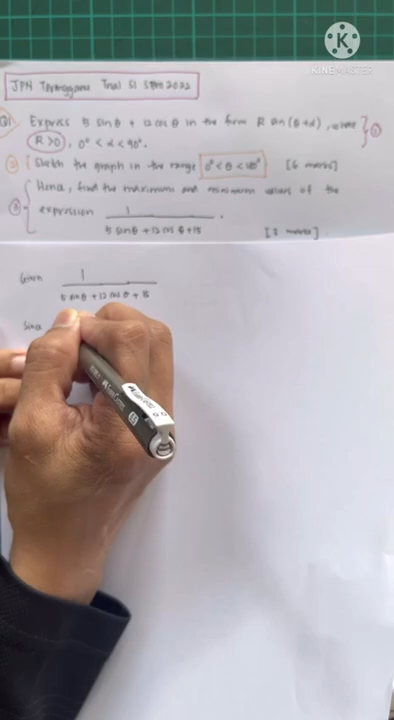 KINEMASTER
JPN Terengganu Trial S1 STPM 2022
Q1. Express 5 sin θ + 12 cos θ in the form R sin (θ+α), where
R>0, 0° < α < 90°. ①
② Sketch the graph in the range 0° < θ < 180° [6 marks]
Hence, find the maximum and minimum values of the
③ expression 1
5 sin θ + 12 cos θ + 15 .
[3 marks]
Given 1
5 sin θ + 12 cos θ + 15
Since